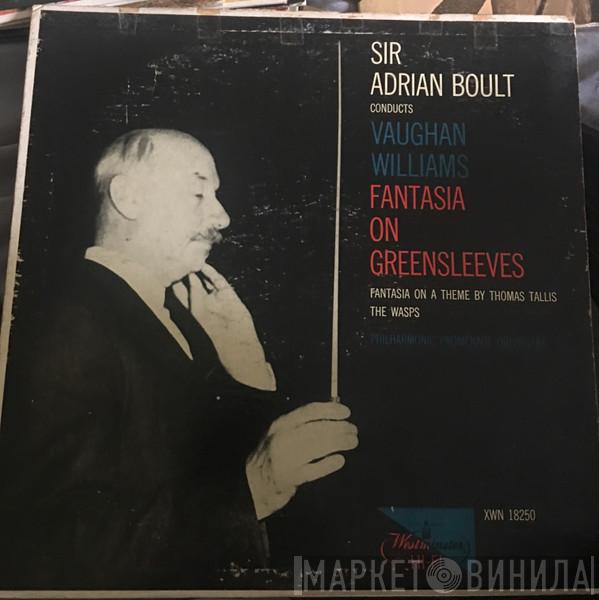 SIR
ADRIAN BOULT
CONDUCTS
VAUGHAN
WILLIAMS
FANTASIA
ON
GREENSLEEVES
FANTASIA ON A THEME BY THOMAS TALLIS
THE WASPS
PHILHARMONIC PROMENADE ORCHESTRA
XWN 18250
Westminster
МАРКЕТ ВИНИЛА